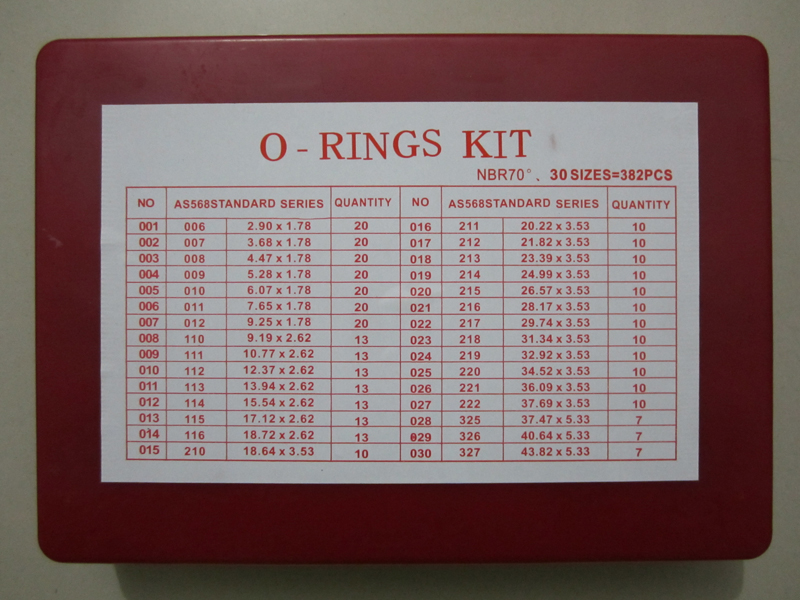 O - RINGS KIT
NBR70°、30 SIZES=382PCS
NO AS568STANDARD SERIES QUANTITY NO AS568STANDARD SERIES QUANTITY
001 006 2.90 x 1.78 20 016 211 20.22 x 3.53 10
002 007 3.68 x 1.78 20 017 212 21.82 x 3.53 10
003 008 4.47 x 1.78 20 018 213 23.39 x 3.53 10
004 009 5.28 x 1.78 20 019 214 24.99 x 3.53 10
005 010 6.07 x 1.78 20 020 215 26.57 x 3.53 10
006 011 7.65 x 1.78 20 021 216 28.17 x 3.53 10
007 012 9.25 x 1.78 20 022 217 29.74 x 3.53 10
008 110 9.19 x 2.62 13 023 218 31.34 x 3.53 10
009 111 10.77 x 2.62 13 024 219 32.92 x 3.53 10
010 112 12.37 x 2.62 13 025 220 34.52 x 3.53 10
011 113 13.94 x 2.62 13 026 221 36.09 x 3.53 10
012 114 15.54 x 2.62 13 027 222 37.69 x 3.53 10
013 115 17.12 x 2.62 13 028 325 37.47 x 5.33 7
014 116 18.72 x 2.62 13 029 326 40.64 x 5.33 7
015 210 18.64 x 3.53 10 030 327 43.82 x 5.33 7